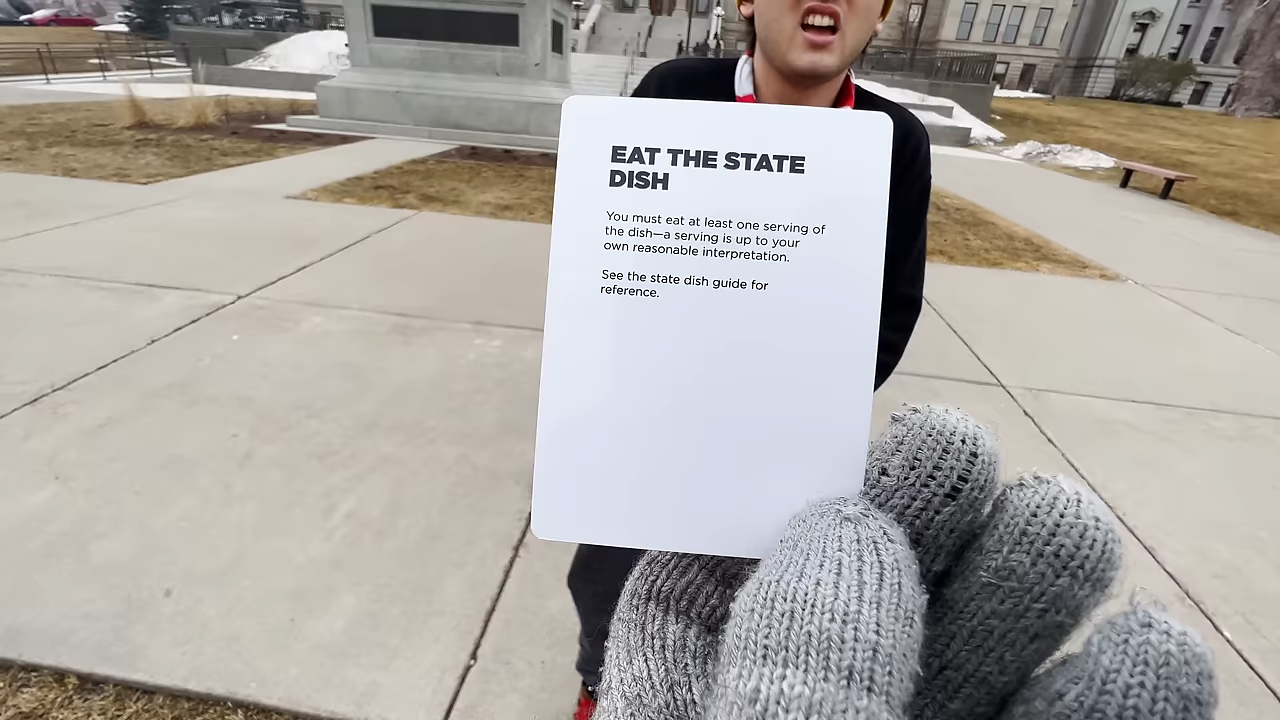 EAT THE STATE
DISH
You must eat at least one serving of
the dish—a serving is up to your
own reasonable interpretation.
See the state dish guide for
reference.